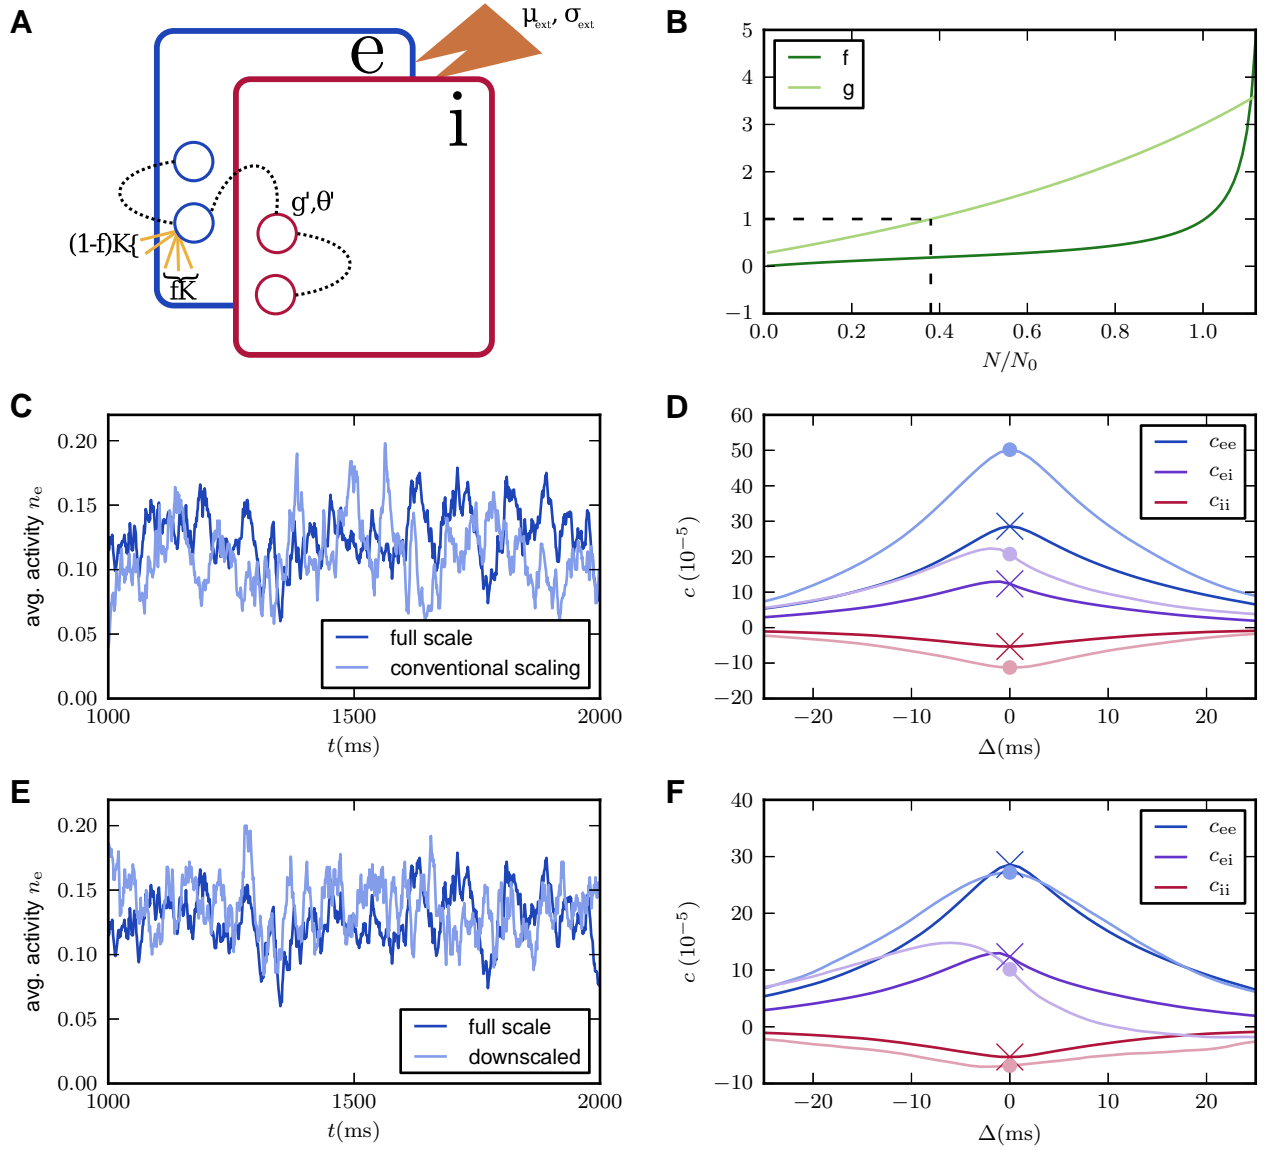 A
e
i
μext, σext
g',θ'
(1-f)K{
fK
B
f
g
5
4
3
2
1
0
−1
0.0 0.2 0.4 0.6 0.8 1.0
N/N0
C
avg. activity ne
0.20
0.15
0.10
0.05
0.00
full scale
conventional scaling
1000 1500 2000
t(ms)
D
c (10−5)
60
50
40
30
20
10
0
−10
−20
cee
cei
cii
−20 −10 0 10 20
Δ(ms)
E
avg. activity ne
0.20
0.15
0.10
0.05
0.00
full scale
downscaled
1000 1500 2000
t(ms)
F
c (10−5)
40
30
20
10
0
−10
cee
cei
cii
−20 −10 0 10 20
Δ(ms)